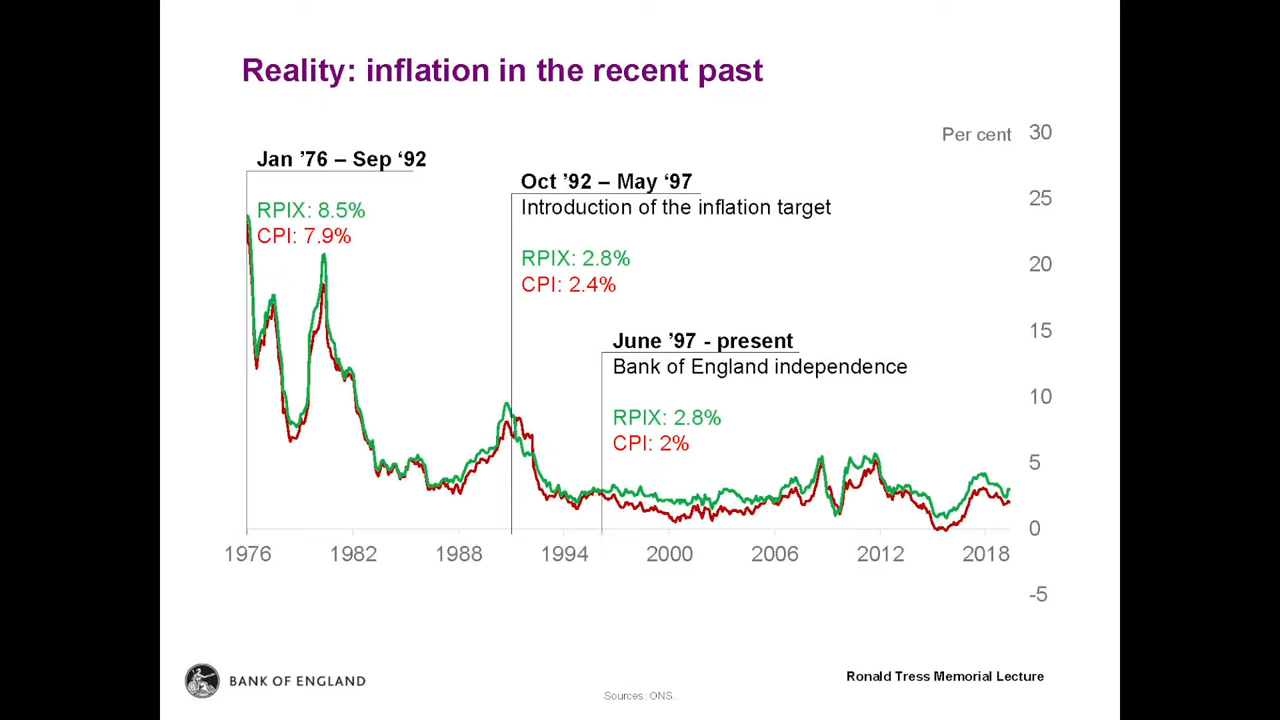 Reality: inflation in the recent past
Per cent
30
25
20
15
10
5
0
-5
Jan ’76 – Sep ‘92
RPIX: 8.5%
CPI: 7.9%
Oct ’92 – May ‘97
Introduction of the inflation target
RPIX: 2.8%
CPI: 2.4%
June ’97 - present
Bank of England independence
RPIX: 2.8%
CPI: 2%
1976 1982 1988 1994 2000 2006 2012 2018
BANK OF ENGLAND
Ronald Tress Memorial Lecture
Sources: ONS.